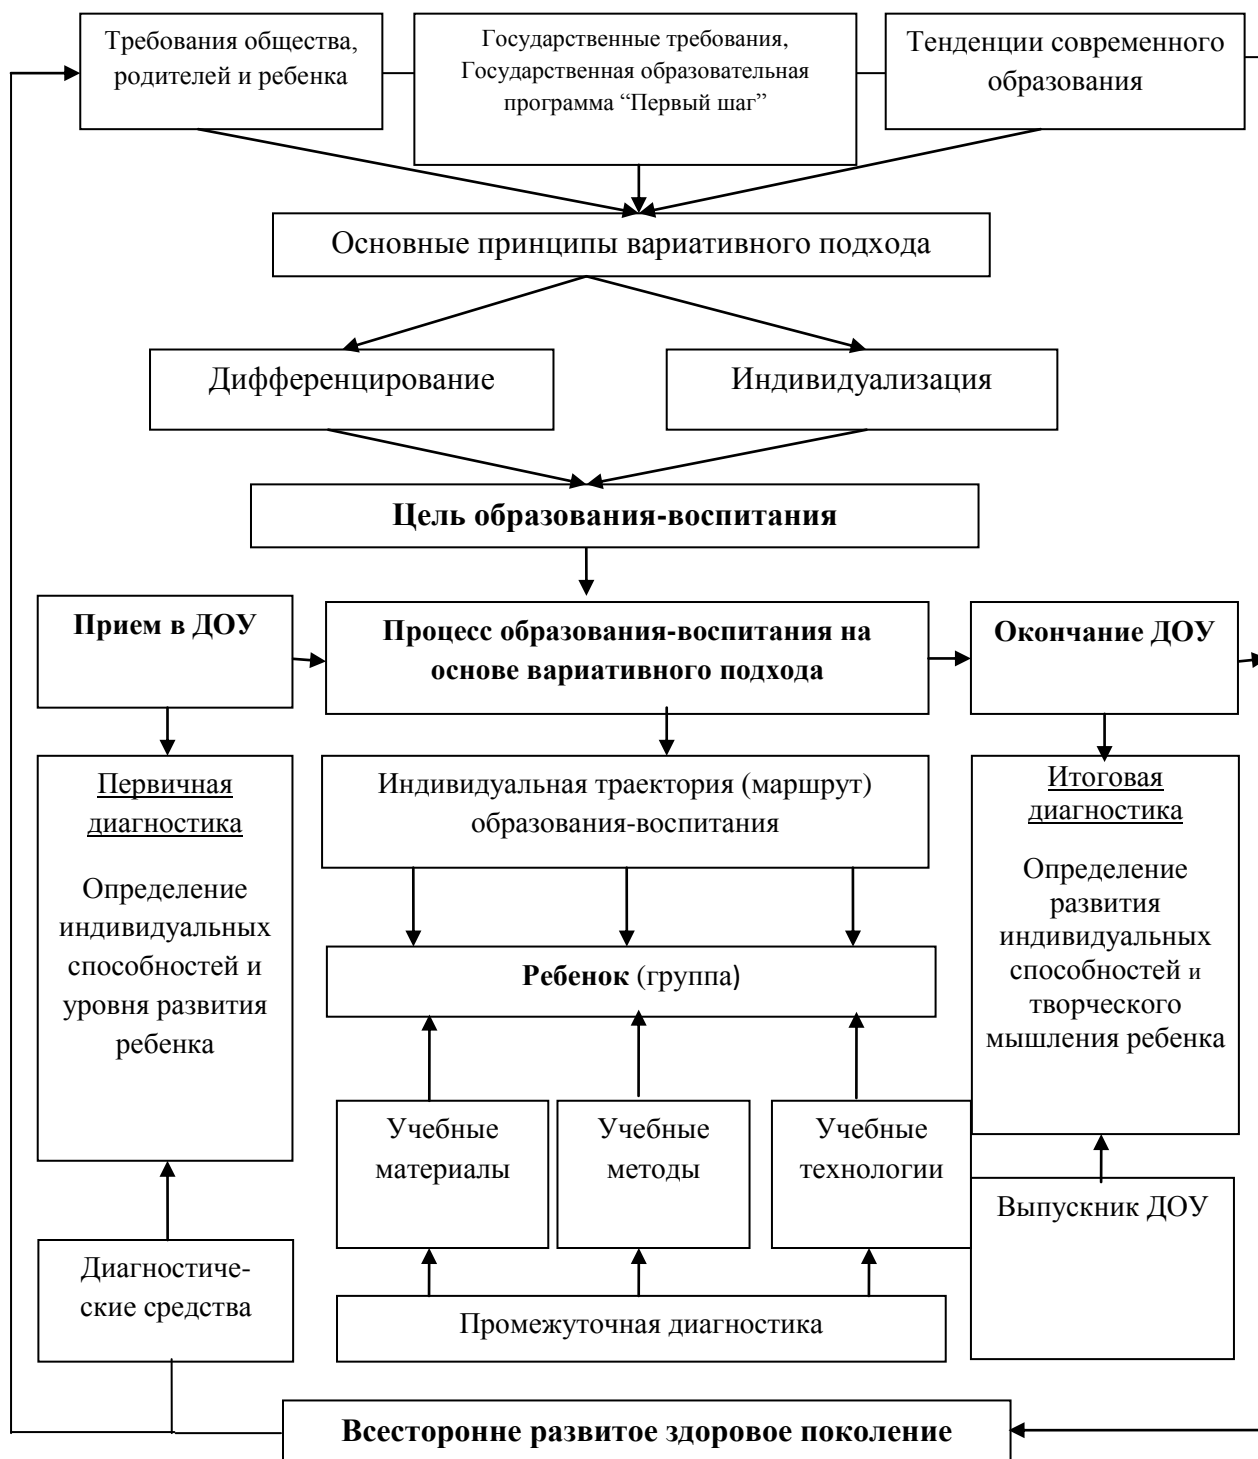 Требования общества,
родителей и ребенка
Государственные требования,
Государственная образовательная
программа “Первый шаг”
Тенденции современного
образования
Основные принципы вариативного подхода
Дифференцирование
Индивидуализация
Цель образования-воспитания
Прием в ДОУ
Процесс образования-воспитания на
основе вариативного подхода
Окончание ДОУ
Первичная
диагностика
Определение
индивидуальных
способностей и
уровня развития
ребенка
Индивидуальная траектория (маршрут)
образования-воспитания
Итоговая
диагностика
Определение
развития
индивидуальных
способностей и
творческого
мышления ребенка
Ребенок (группа)
Учебные
материалы
Учебные
методы
Учебные
технологии
Выпускник ДОУ
Диагностиче-
ские средства
Промежуточная диагностика
Всесторонне развитое здоровое поколение